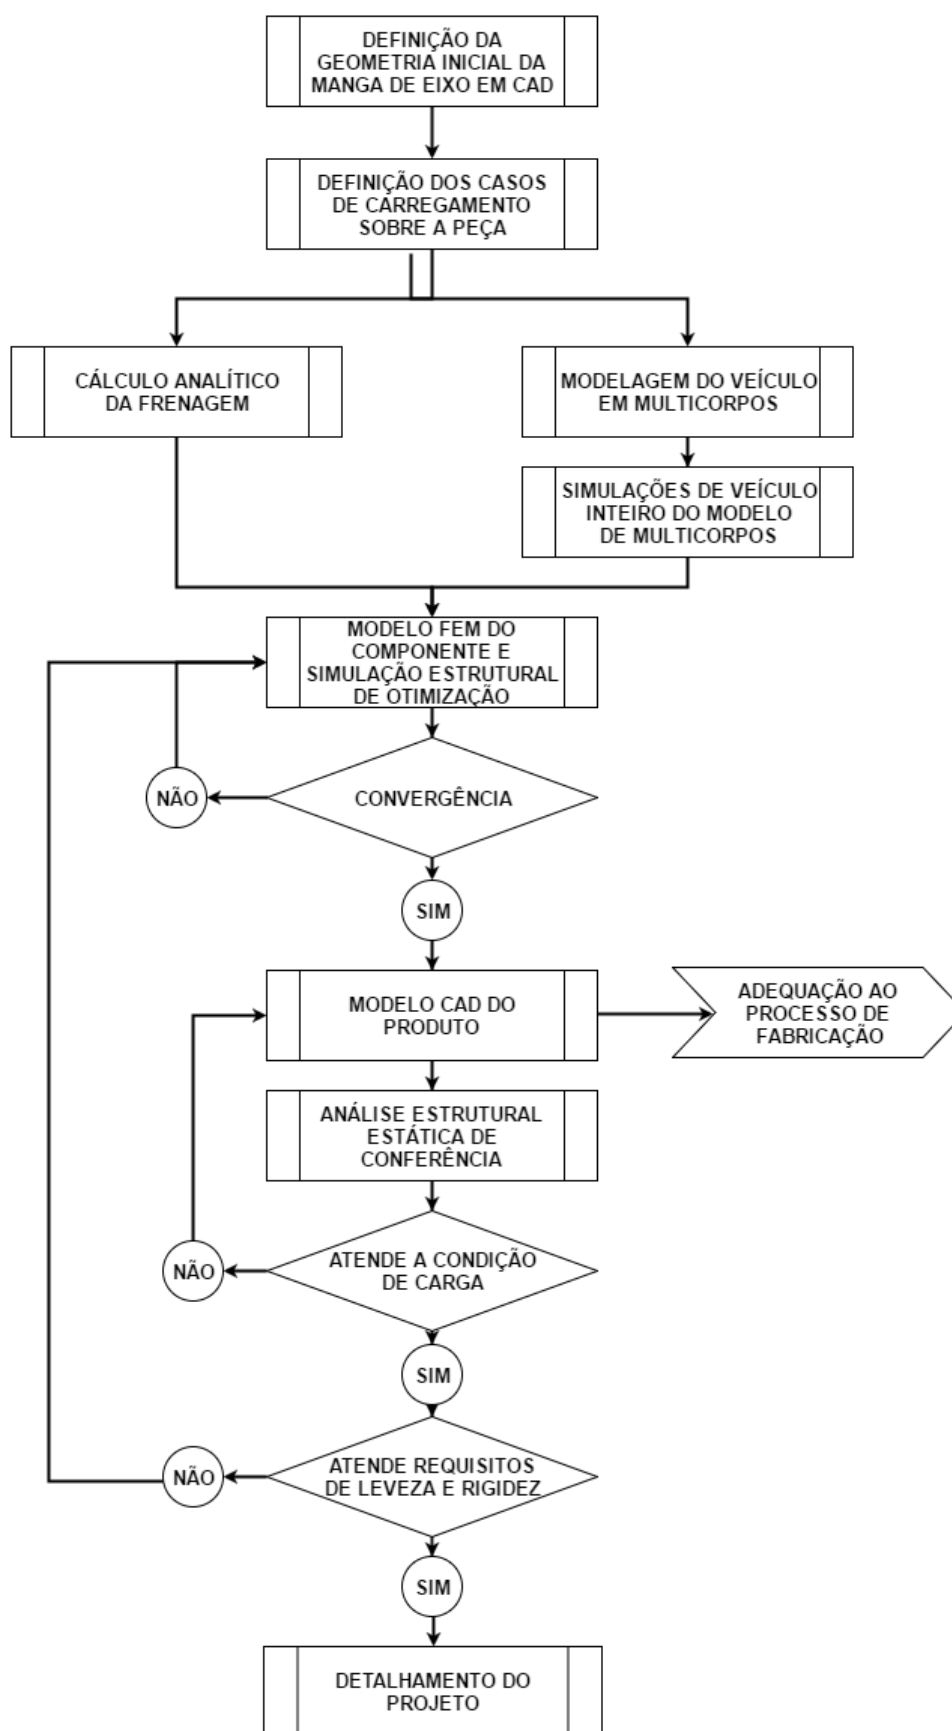 DEFINIÇÃO DA
GEOMETRIA INICIAL DA
MANGA DE EIXO EM CAD
DEFINIÇÃO DOS CASOS
DE CARREGAMENTO
SOBRE A PEÇA
CÁLCULO ANALÍTICO
DA FRENAGEM
MODELAGEM DO VEÍCULO
EM MULTICORPOS
SIMULAÇÕES DE VEÍCULO
INTEIRO DO MODELO
DE MULTICORPOS
MODELO FEM DO
COMPONENTE E
SIMULAÇÃO ESTRUTURAL
DE OTIMIZAÇÃO
NÃO
CONVERGÊNCIA
SIM
MODELO CAD DO
PRODUTO
ADEQUAÇÃO AO
PROCESSO DE
FABRICAÇÃO
ANÁLISE ESTRUTURAL
ESTÁTICA DE
CONFERÊNCIA
NÃO
ATENDE A CONDIÇÃO
DE CARGA
SIM
NÃO
ATENDE REQUISITOS
DE LEVEZA E RIGIDEZ
SIM
DETALHAMENTO DO
PROJETO